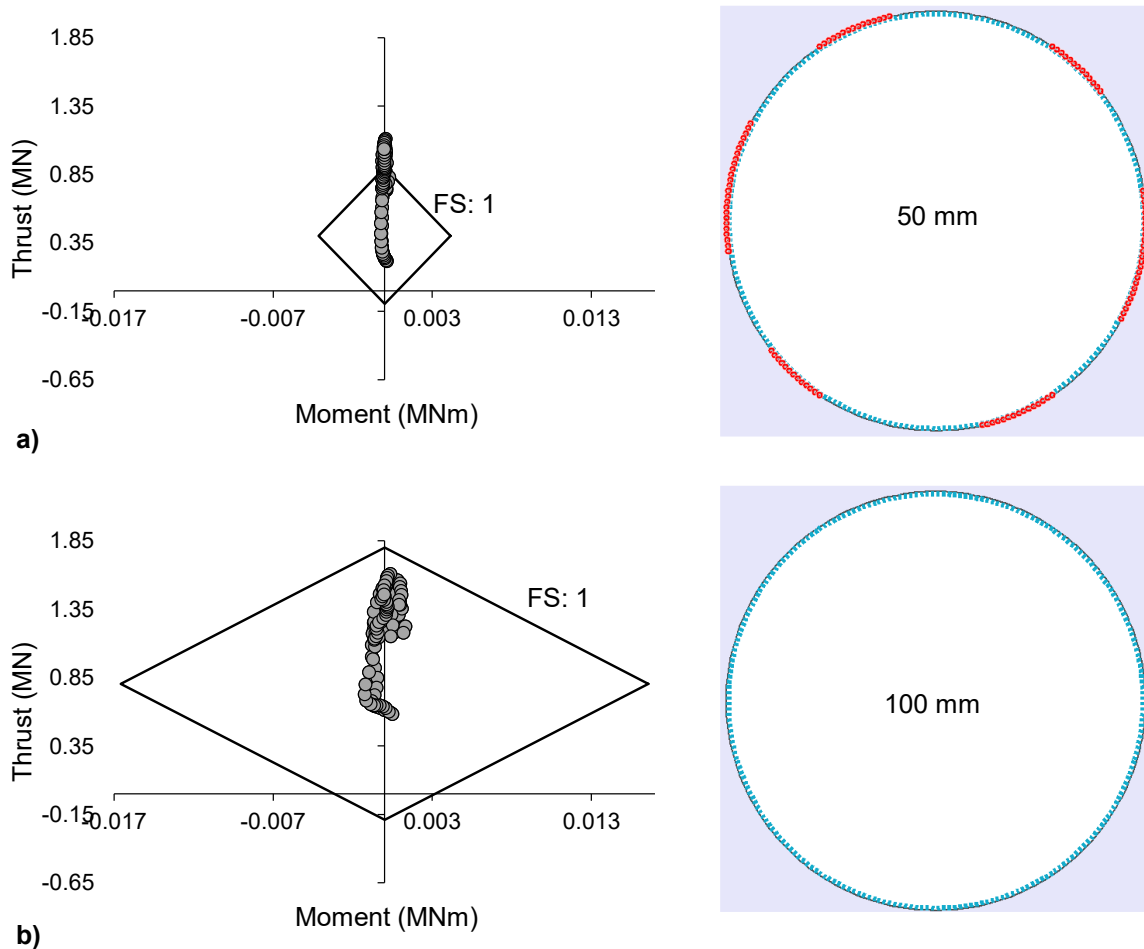 1.85
1.35
0.85
0.35
-0.15
-0.65
Thrust (MN)
FS: 1
-0.017 -0.007 0.003 0.013
Moment (MNm)
50 mm
a)
1.85
1.35
0.85
0.35
-0.15
-0.65
Thrust (MN)
FS: 1
-0.017 -0.007 0.003 0.013
Moment (MNm)
100 mm
b)